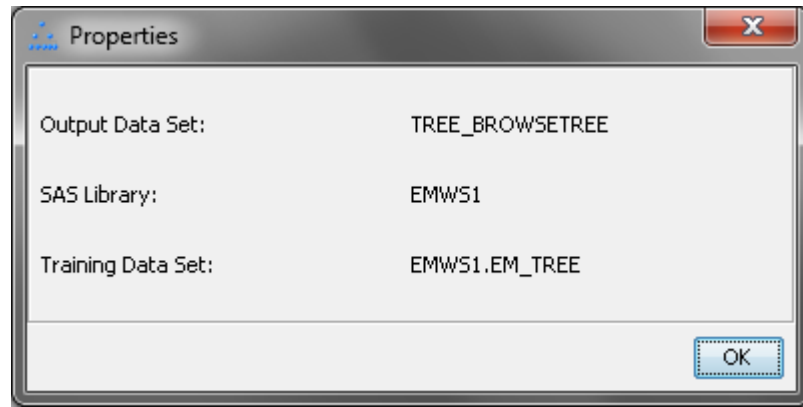 Properties
Output Data Set: TREE_BROWSETREE
SAS Library: EMWS1
Training Data Set: EMWS1.EM_TREE
OK